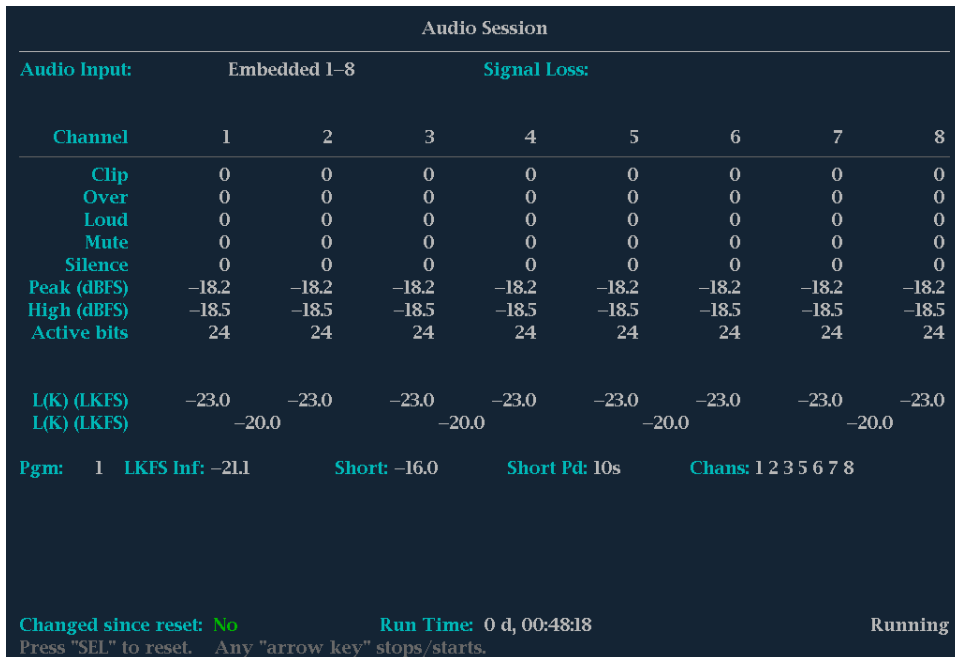 Audio Session
Audio Input: Embedded 1–8 Signal Loss:
Channel 1 2 3 4 5 6 7 8
Clip 0 0 0 0 0 0 0 0
Over 0 0 0 0 0 0 0 0
Loud 0 0 0 0 0 0 0 0
Mute 0 0 0 0 0 0 0 0
Silence 0 0 0 0 0 0 0 0
Peak (dBFS) –18.2 –18.2 –18.2 –18.2 –18.2 –18.2 –18.2 –18.2
High (dBFS) –18.5 –18.5 –18.5 –18.5 –18.5 –18.5 –18.5 –18.5
Active bits 24 24 24 24 24 24 24 24
L(K) (LKFS) –23.0 –23.0 –23.0 –23.0 –23.0 –23.0 –23.0 –23.0
L(K) (LKFS) –20.0 –20.0 –20.0 –20.0
Pgm: 1 LKFS Inf: –21.1 Short: –16.0 Short Pd: 10s Chans: 1 2 3 5 6 7 8
Changed since reset: No Run Time: 0 d, 00:48:18 Running
Press "SEL" to reset. Any "arrow key" stops/starts.